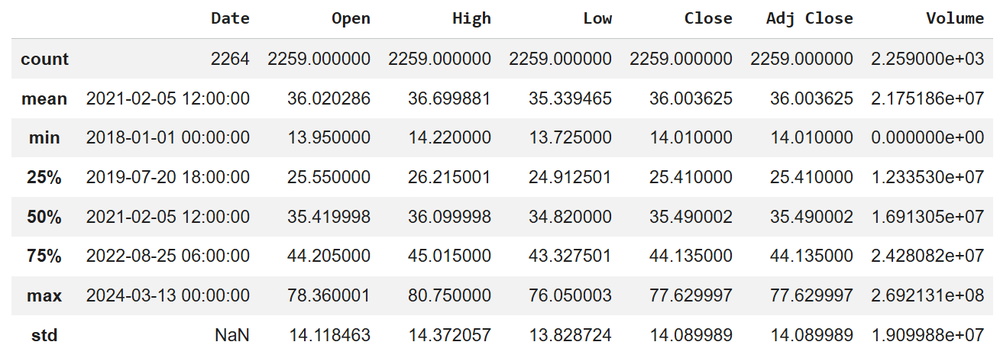 Date Open High Low Close Adj Close Volume
count 2264 2259.000000 2259.000000 2259.000000 2259.000000 2259.000000 2.259000e+03
mean 2021-02-05 12:00:00 36.020286 36.699881 35.339465 36.003625 36.003625 2.175186e+07
min 2018-01-01 00:00:00 13.950000 14.220000 13.725000 14.010000 14.010000 0.000000e+00
25% 2019-07-20 18:00:00 25.550000 26.215001 24.912501 25.410000 25.410000 1.233530e+07
50% 2021-02-05 12:00:00 35.419998 36.099998 34.820000 35.490002 35.490002 1.691305e+07
75% 2022-08-25 06:00:00 44.205000 45.015000 43.327501 44.135000 44.135000 2.428082e+07
max 2024-03-13 00:00:00 78.360001 80.750000 76.050003 77.629997 77.629997 2.692131e+08
std NaN 14.118463 14.372057 13.828724 14.089989 14.089989 1.909988e+07